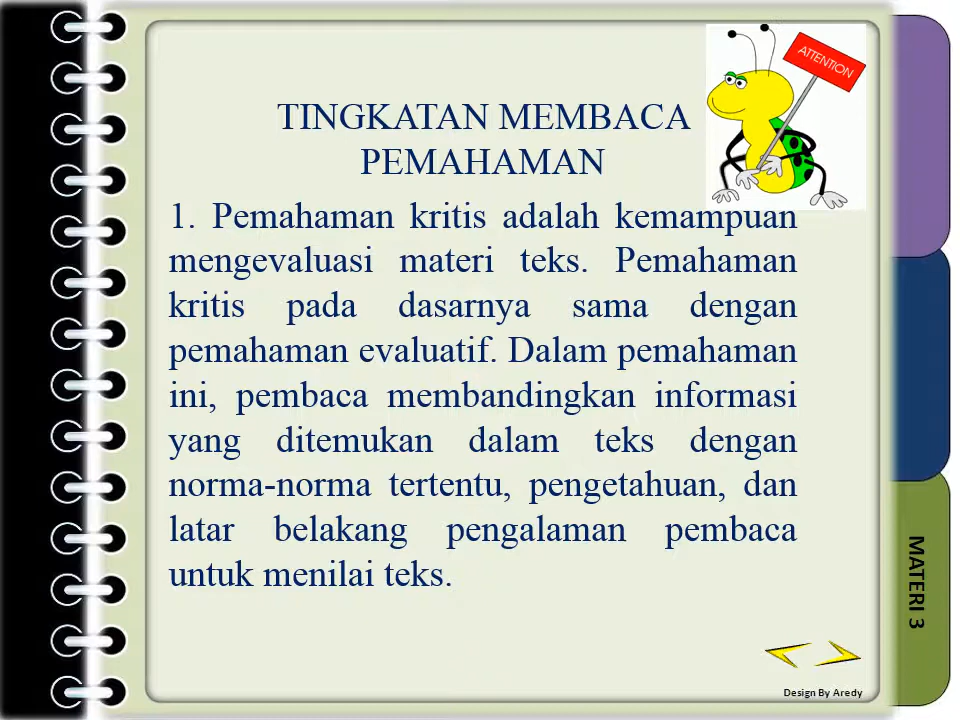 ATTENTION
TINGKATAN MEMBACA
PEMAHAMAN
1. Pemahaman kritis adalah kemampuan
mengevaluasi materi teks. Pemahaman
kritis pada dasarnya sama dengan
pemahaman evaluatif. Dalam pemahaman
ini, pembaca membandingkan informasi
yang ditemukan dalam teks dengan
norma-norma tertentu, pengetahuan, dan
latar belakang pengalaman pembaca
untuk menilai teks.
MATERI 3
Design By Aredy